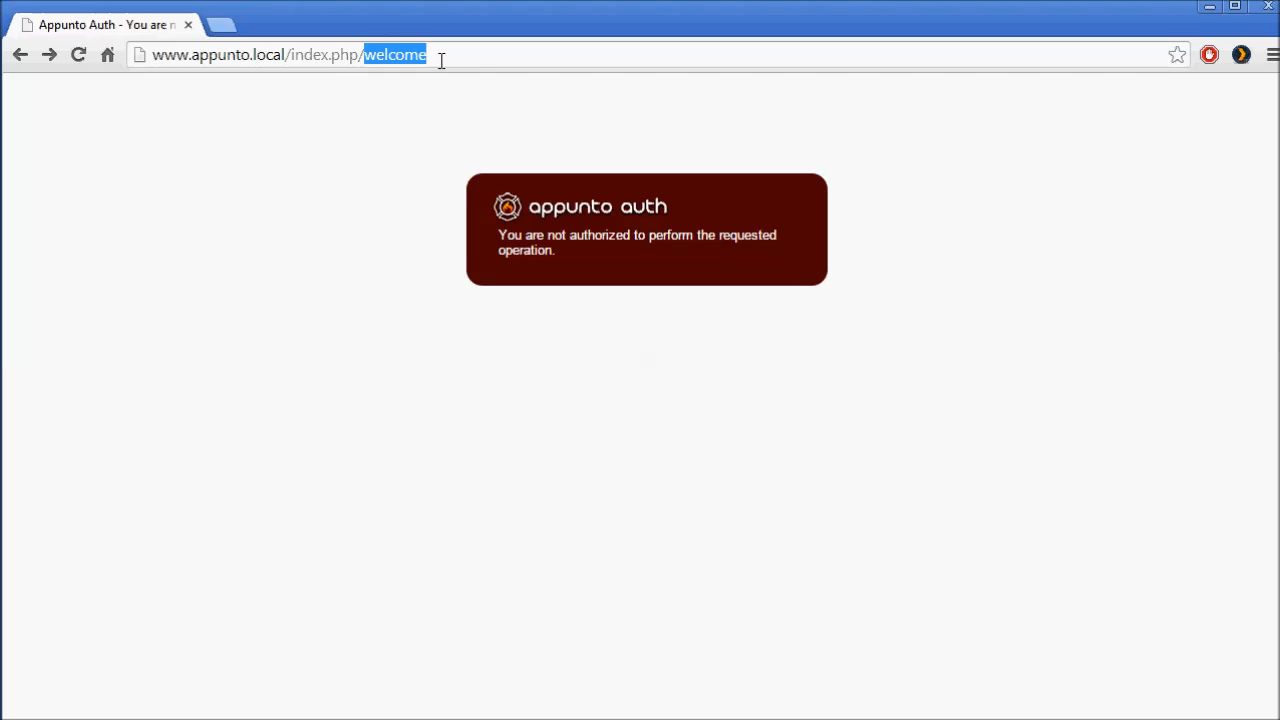 Appunto Auth - You are n
www.appunto.local/index.php/welcome
appunto auth
You are not authorized to perform the requested
operation.